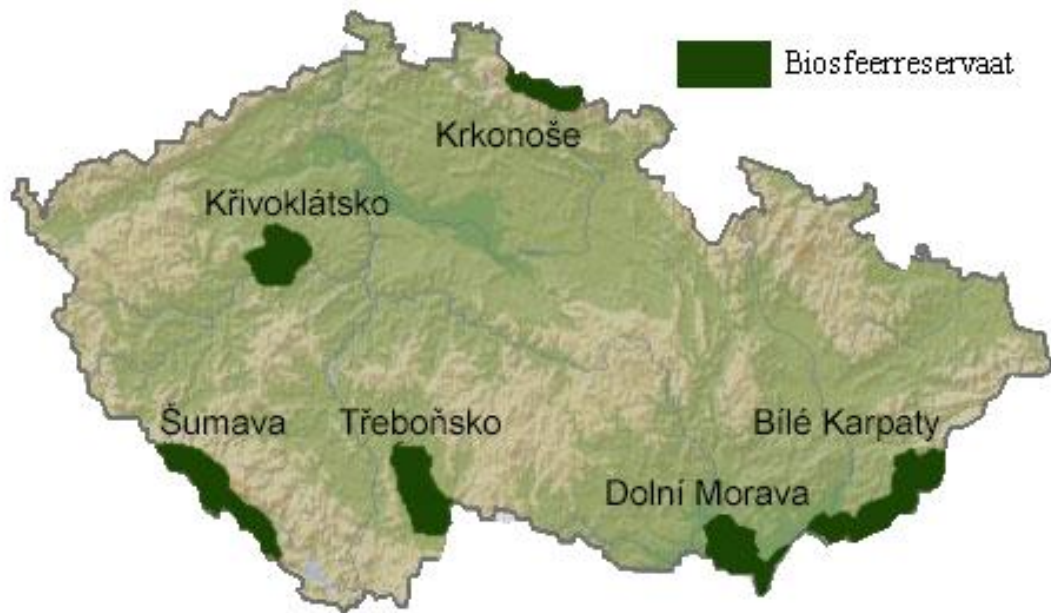 Biosfeerreservaat
Krkonoše
Křivoklátsko
Šumava
Třeboňsko
Bílé Karpaty
Dolní Morava